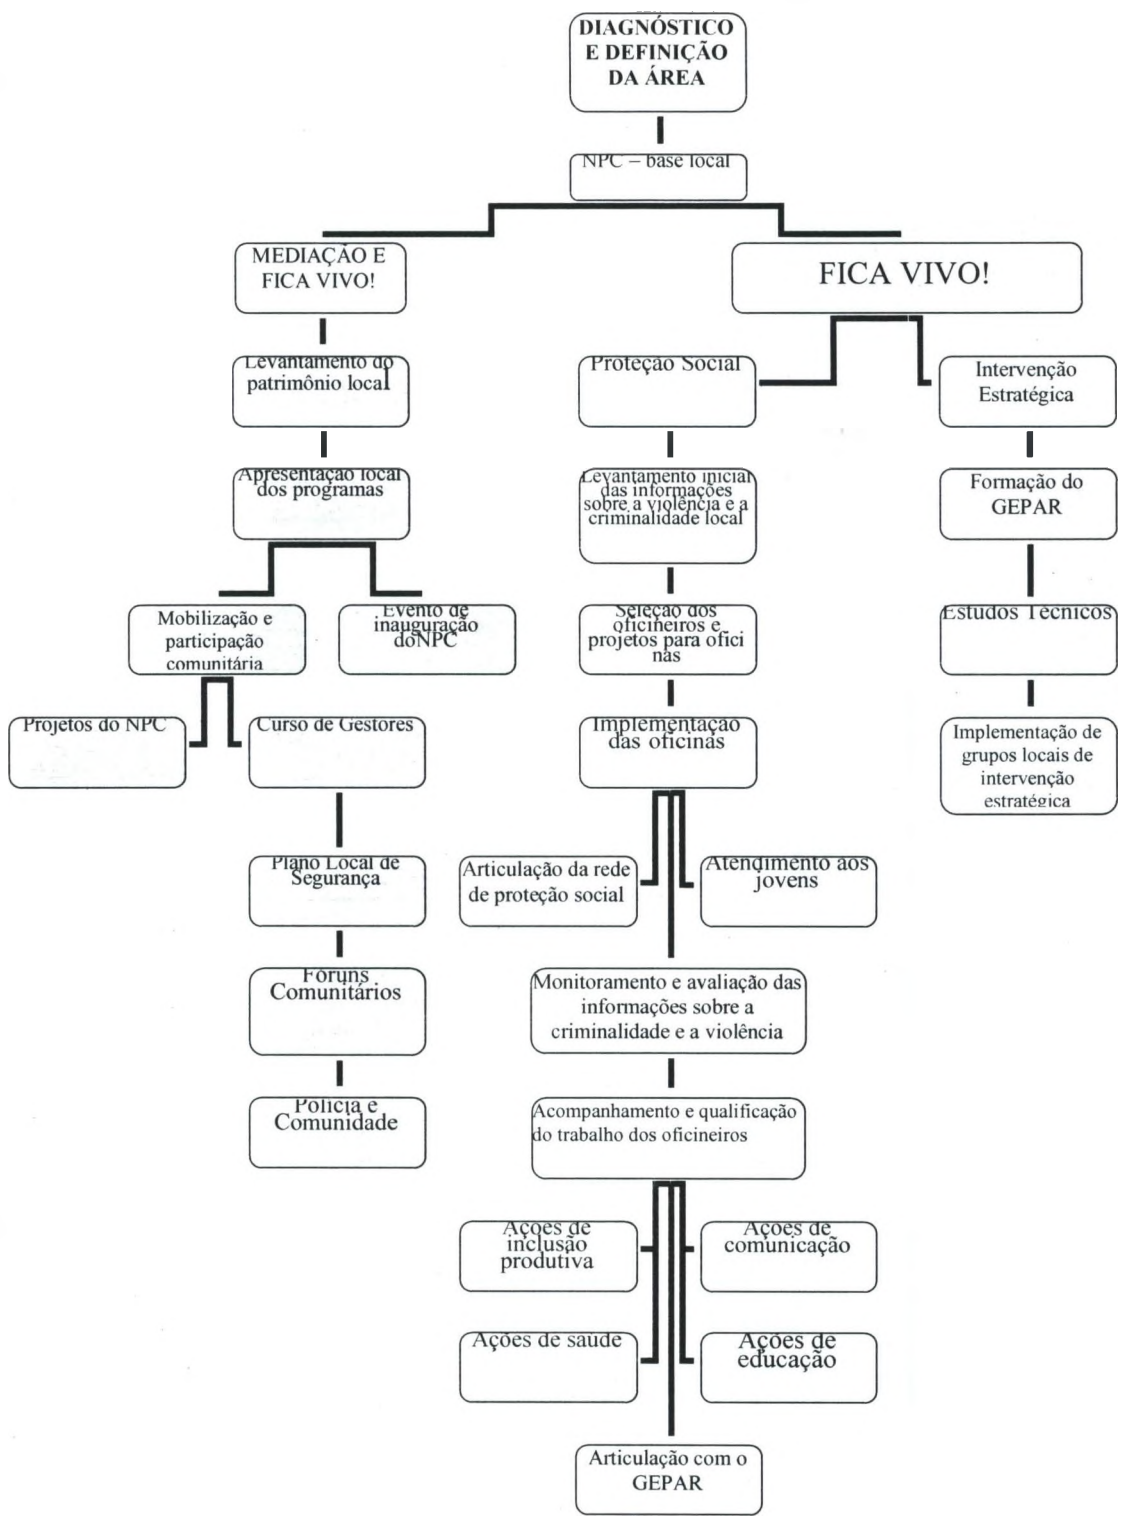 DIAGNÓSTICO
E DEFINIÇÃO
DA ÁREA
NPC – base local
MEDIAÇÃO E
FICA VIVO!
FICA VIVO!
Levantamento do
patrimônio local
Proteção Social
Intervenção
Estratégica
Apresentação local
dos programas
Levantamento inicial
das informações
sobre a violência e a
criminalidade local
Formação do
GEPAR
Mobilização e
participação
comunitária
Evento de
inauguração
doNPC
Seleção dos
oficineiros e
projetos para ofici
nas
Estudos Técnicos
Projetos do NPC
Curso de Gestores
Implementação
das oficinas
Implementação de
grupos locais de
intervenção
estratégica
Plano Local de
Segurança
Articulação da rede
de proteção social
Atendimento aos
jovens
Fóruns
Comunitários
Monitoramento e avaliação das
informações sobre a
criminalidade e a violência
Polícia e
Comunidade
Acompanhamento e qualificação
do trabalho dos oficineiros
Ações de
inclusão
produtiva
Ações de
comunicação
Ações de saúde
Ações de
educação
Articulação com o
GEPAR